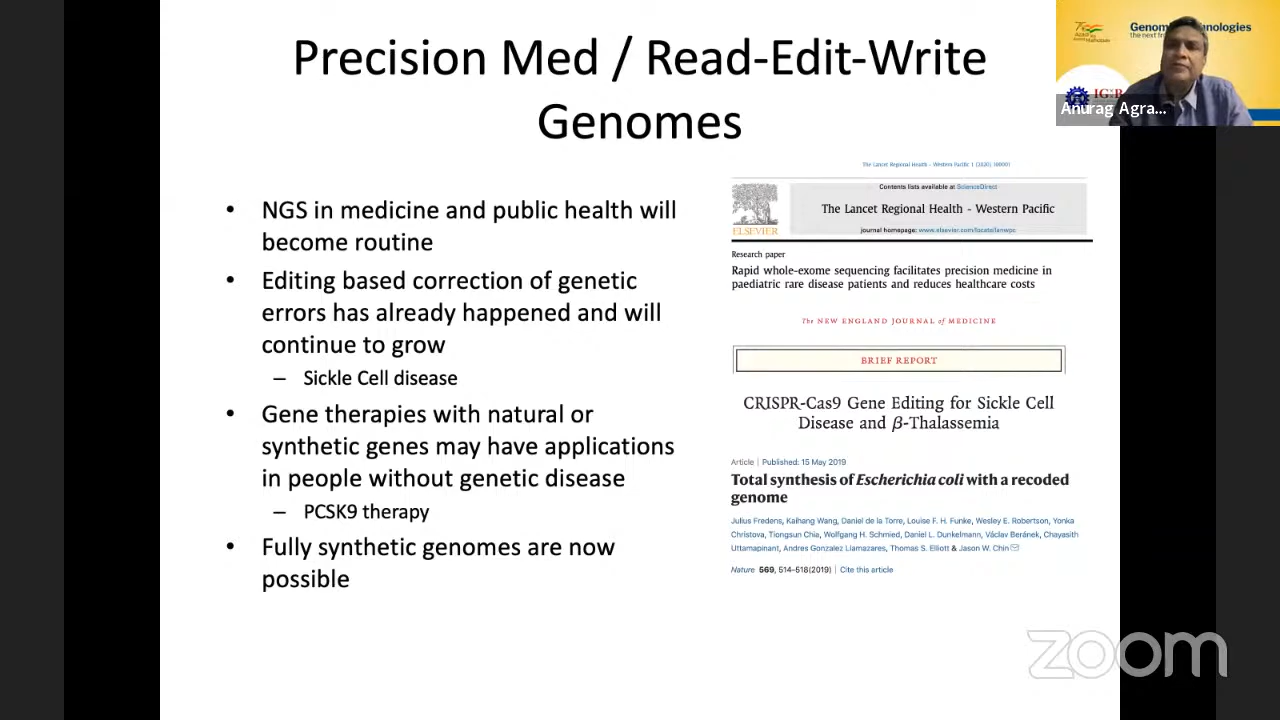 Precision Med / Read-Edit-Write
Genomes
• NGS in medicine and public health will
become routine
• Editing based correction of genetic
errors has already happened and will
continue to grow
– Sickle Cell disease
• Gene therapies with natural or
synthetic genes may have applications
in people without genetic disease
– PCSK9 therapy
• Fully synthetic genomes are now
possible
The Lancet Regional Health - Western Pacific 1 (2020) 100001
Contents lists available at ScienceDirect
The Lancet Regional Health - Western Pacific
journal homepage: www.elsevier.com/locate/lanwpc
ELSEVIER
Research paper
Rapid whole-exome sequencing facilitates precision medicine in
paediatric rare disease patients and reduces healthcare costs
The NEW ENGLAND JOURNAL of MEDICINE
BRIEF REPORT
CRISPR-Cas9 Gene Editing for Sickle Cell
Disease and β-Thalassemia
Article | Published: 15 May 2019
Total synthesis of Escherichia coli with a recoded
genome
Julius Fredens, Kaihang Wang, Daniel de la Torre, Louise F. H. Funke, Wesley E. Robertson, Yonka
Christova, Tiongsun Chia, Wolfgang H. Schmied, Daniel L. Dunkelmann, Václav Beránek, Chayasith
Uttamapinant, Andres Gonzalez Llamazares, Thomas S. Elliott & Jason W. Chin
Nature 569, 514–518(2019) | Cite this article
the next
Anurag Agra...
zoom